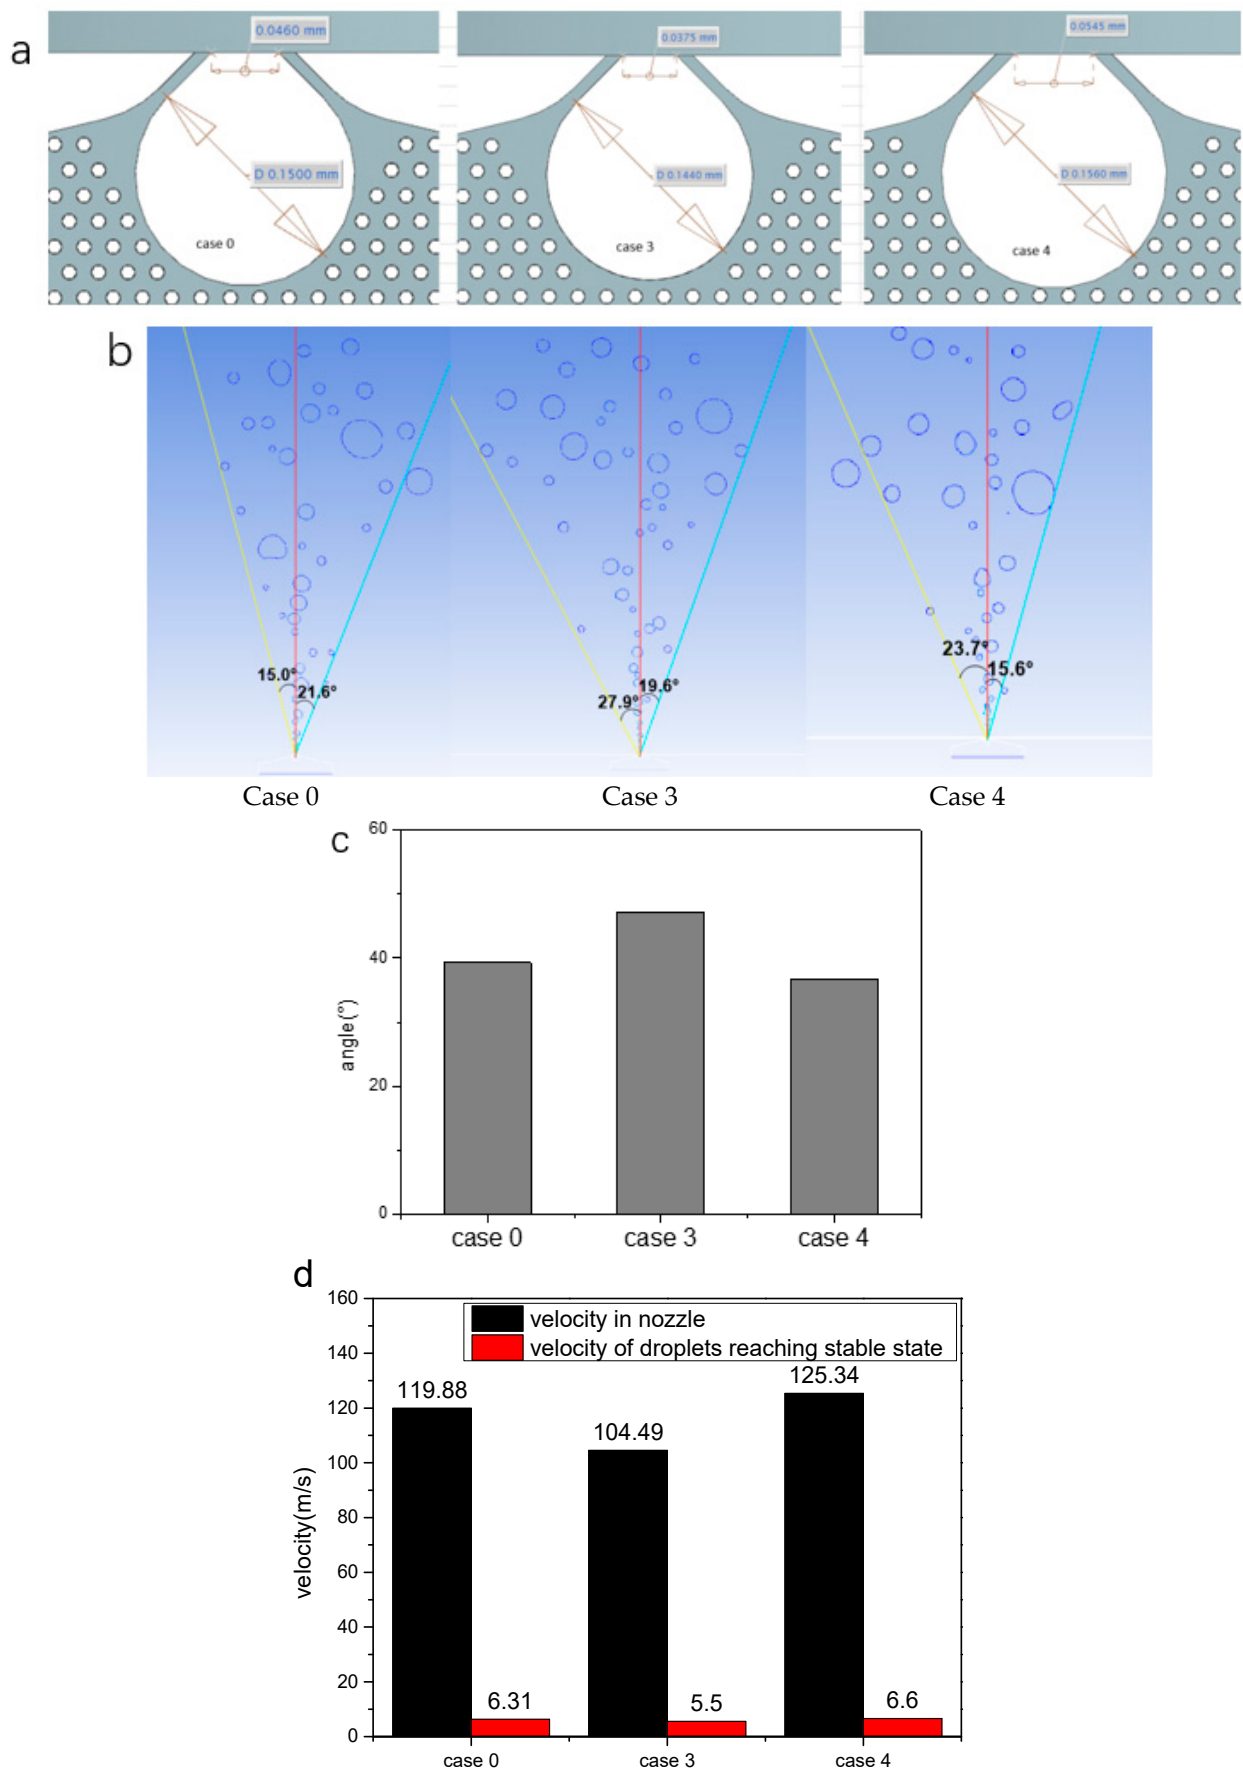 a
0.0460 mm
0.0375 mm
0.0545 mm
D 0.1500 mm
D 0.1440 mm
D 0.1560 mm
case 0
case 3
case 4
b
15.0°
21.6°
27.9°
19.6°
23.7°
15.6°
Case 0
Case 3
Case 4
c
60
40
20
0
angle(°)
case 0
case 3
case 4
d
160
140
120
100
80
60
40
20
0
velocity(m/s)
velocity in nozzle
velocity of droplets reaching stable state
119.88
104.49
125.34
6.31
5.5
6.6
case 0
case 3
case 4